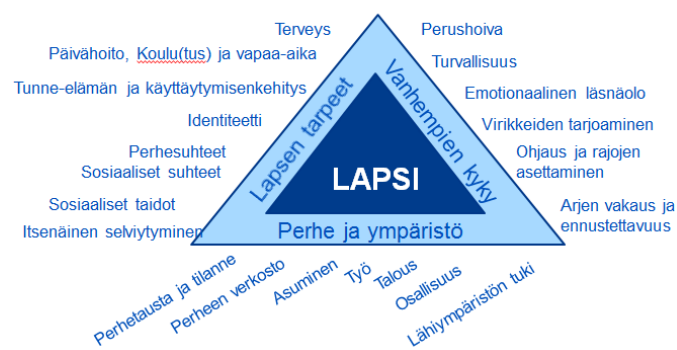 Terveys
Päivähoito, Koulu(tus) ja vapaa-aika
Tunne-elämän ja käyttäytymisenkehitys
Identiteetti
Perhesuhteet
Sosiaaliset suhteet
Sosiaaliset taidot
Itsenäinen selviytyminen
Perushoiva
Turvallisuus
Emotionaalinen läsnäolo
Virikkeiden tarjoaminen
Ohjaus ja rajojen
asettaminen
Arjen vakaus ja
ennustettavuus
Lapsen tarpeet
Vanhempien kyky
LAPSI
Perhe ja ympäristö
Perhetausta ja tilanne
Perheen verkosto
Asuminen
Työ
Talous
Osallisuus
Lähiympäristön tuki